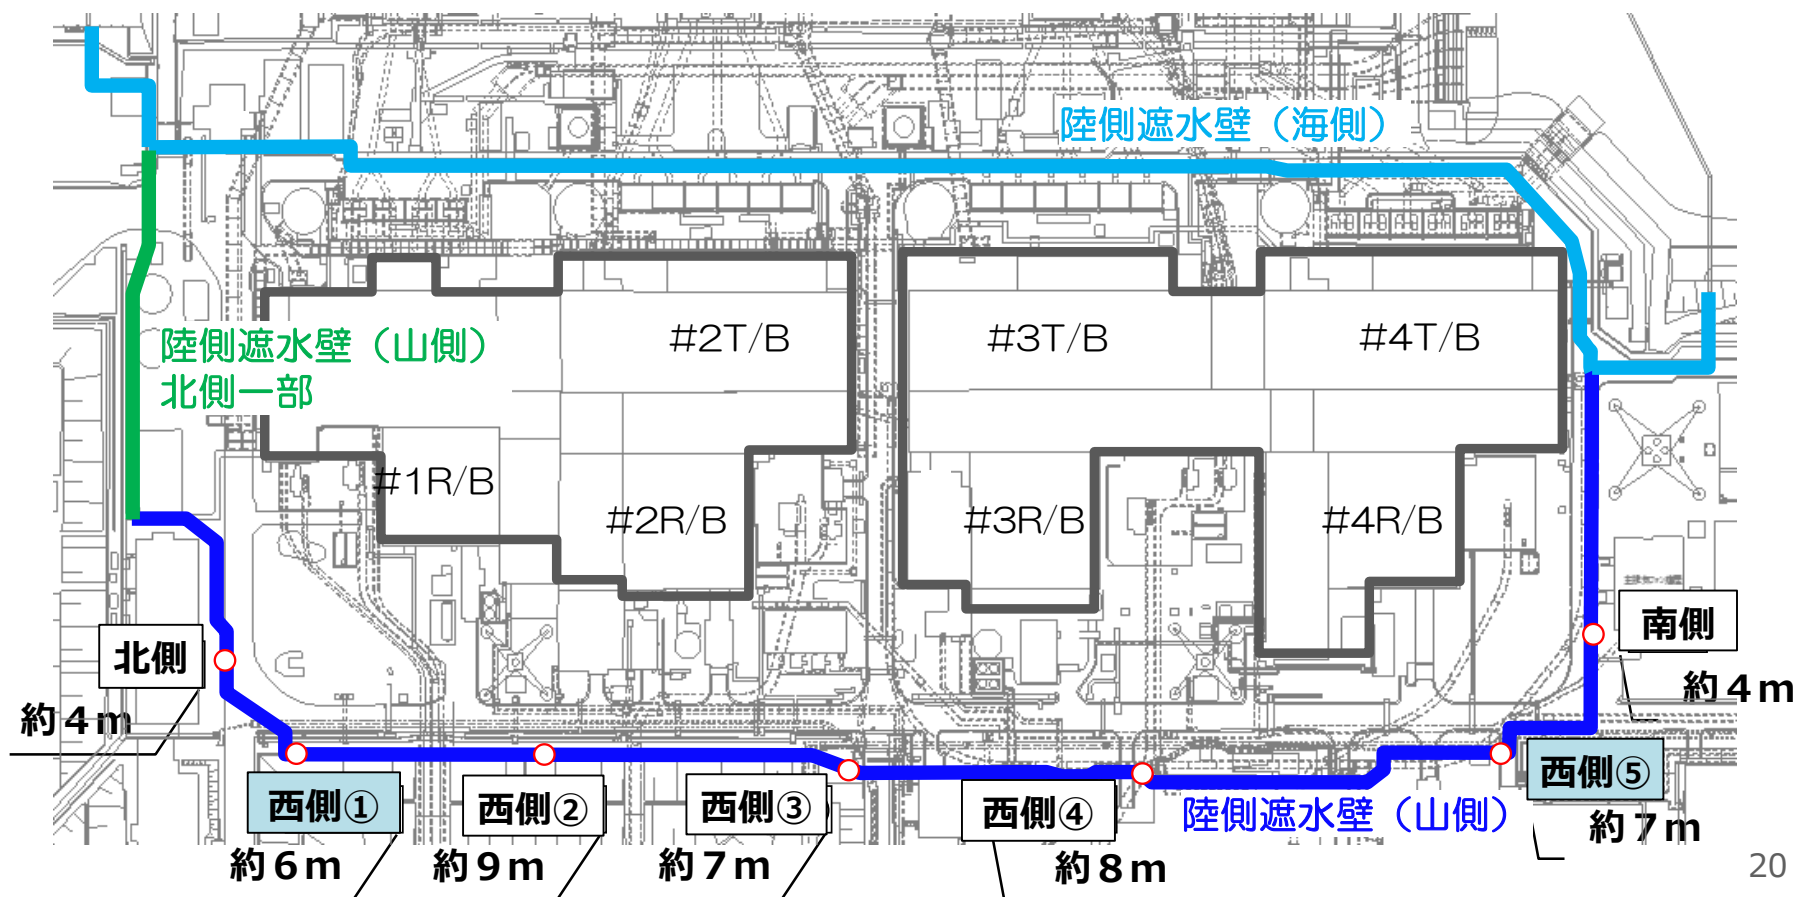 陸側遮水壁（海側）
陸側遮水壁（山側）
北側一部
#2T/B
#3T/B
#4T/B
#1R/B
#2R/B
#3R/B
#4R/B
北側
約４ｍ
南側
約４ｍ
西側①
約６ｍ
西側②
約９ｍ
西側③
約７ｍ
西側④
約８ｍ
西側⑤
約７ｍ
陸側遮水壁（山側）
20